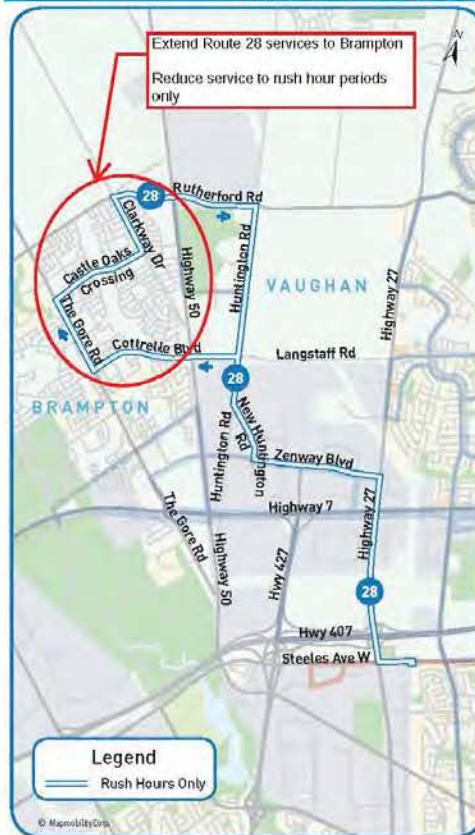 Extend Route 28 services to Brampton
Reduce service to rush hour periods
only
N
28
Rutherford Rd
Clarkway Dr
Castle Oaks
Crossing
Highway 50
Huntington Rd
VAUGHAN
Highway 27
The Gore Rd
Cottrelle Blvd
Langstaff Rd
28
BRAMPTON
New Huntington
Rd
Huntington Rd
Zenway Blvd
The Gore Rd
Highway 7
Highway 27
Highway 50
Hwy 427
28
Hwy 407
Steeles Ave W
Legend
Rush Hours Only
© Mapmobility Corp.